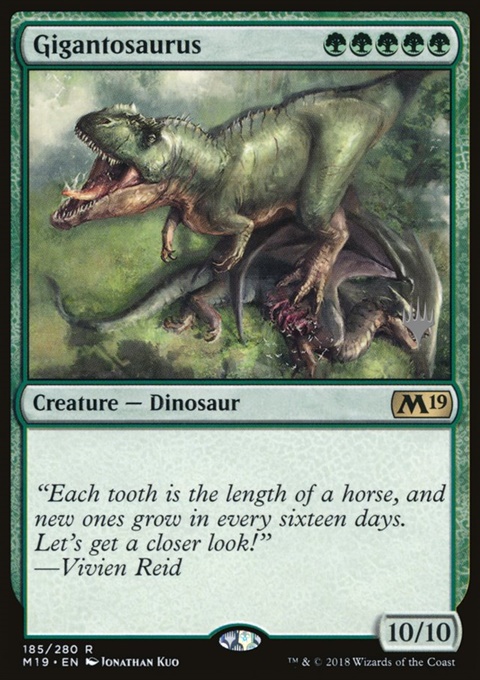 Gigantosaurus
Creature — Dinosaur
M19
“Each tooth is the length of a horse, and
new ones grow in every sixteen days.
Let’s get a closer look!”
—Vivien Reid
10/10
185/280 R
M19 • EN Jonathan Kuo
™ & © 2018 Wizards of the Coast